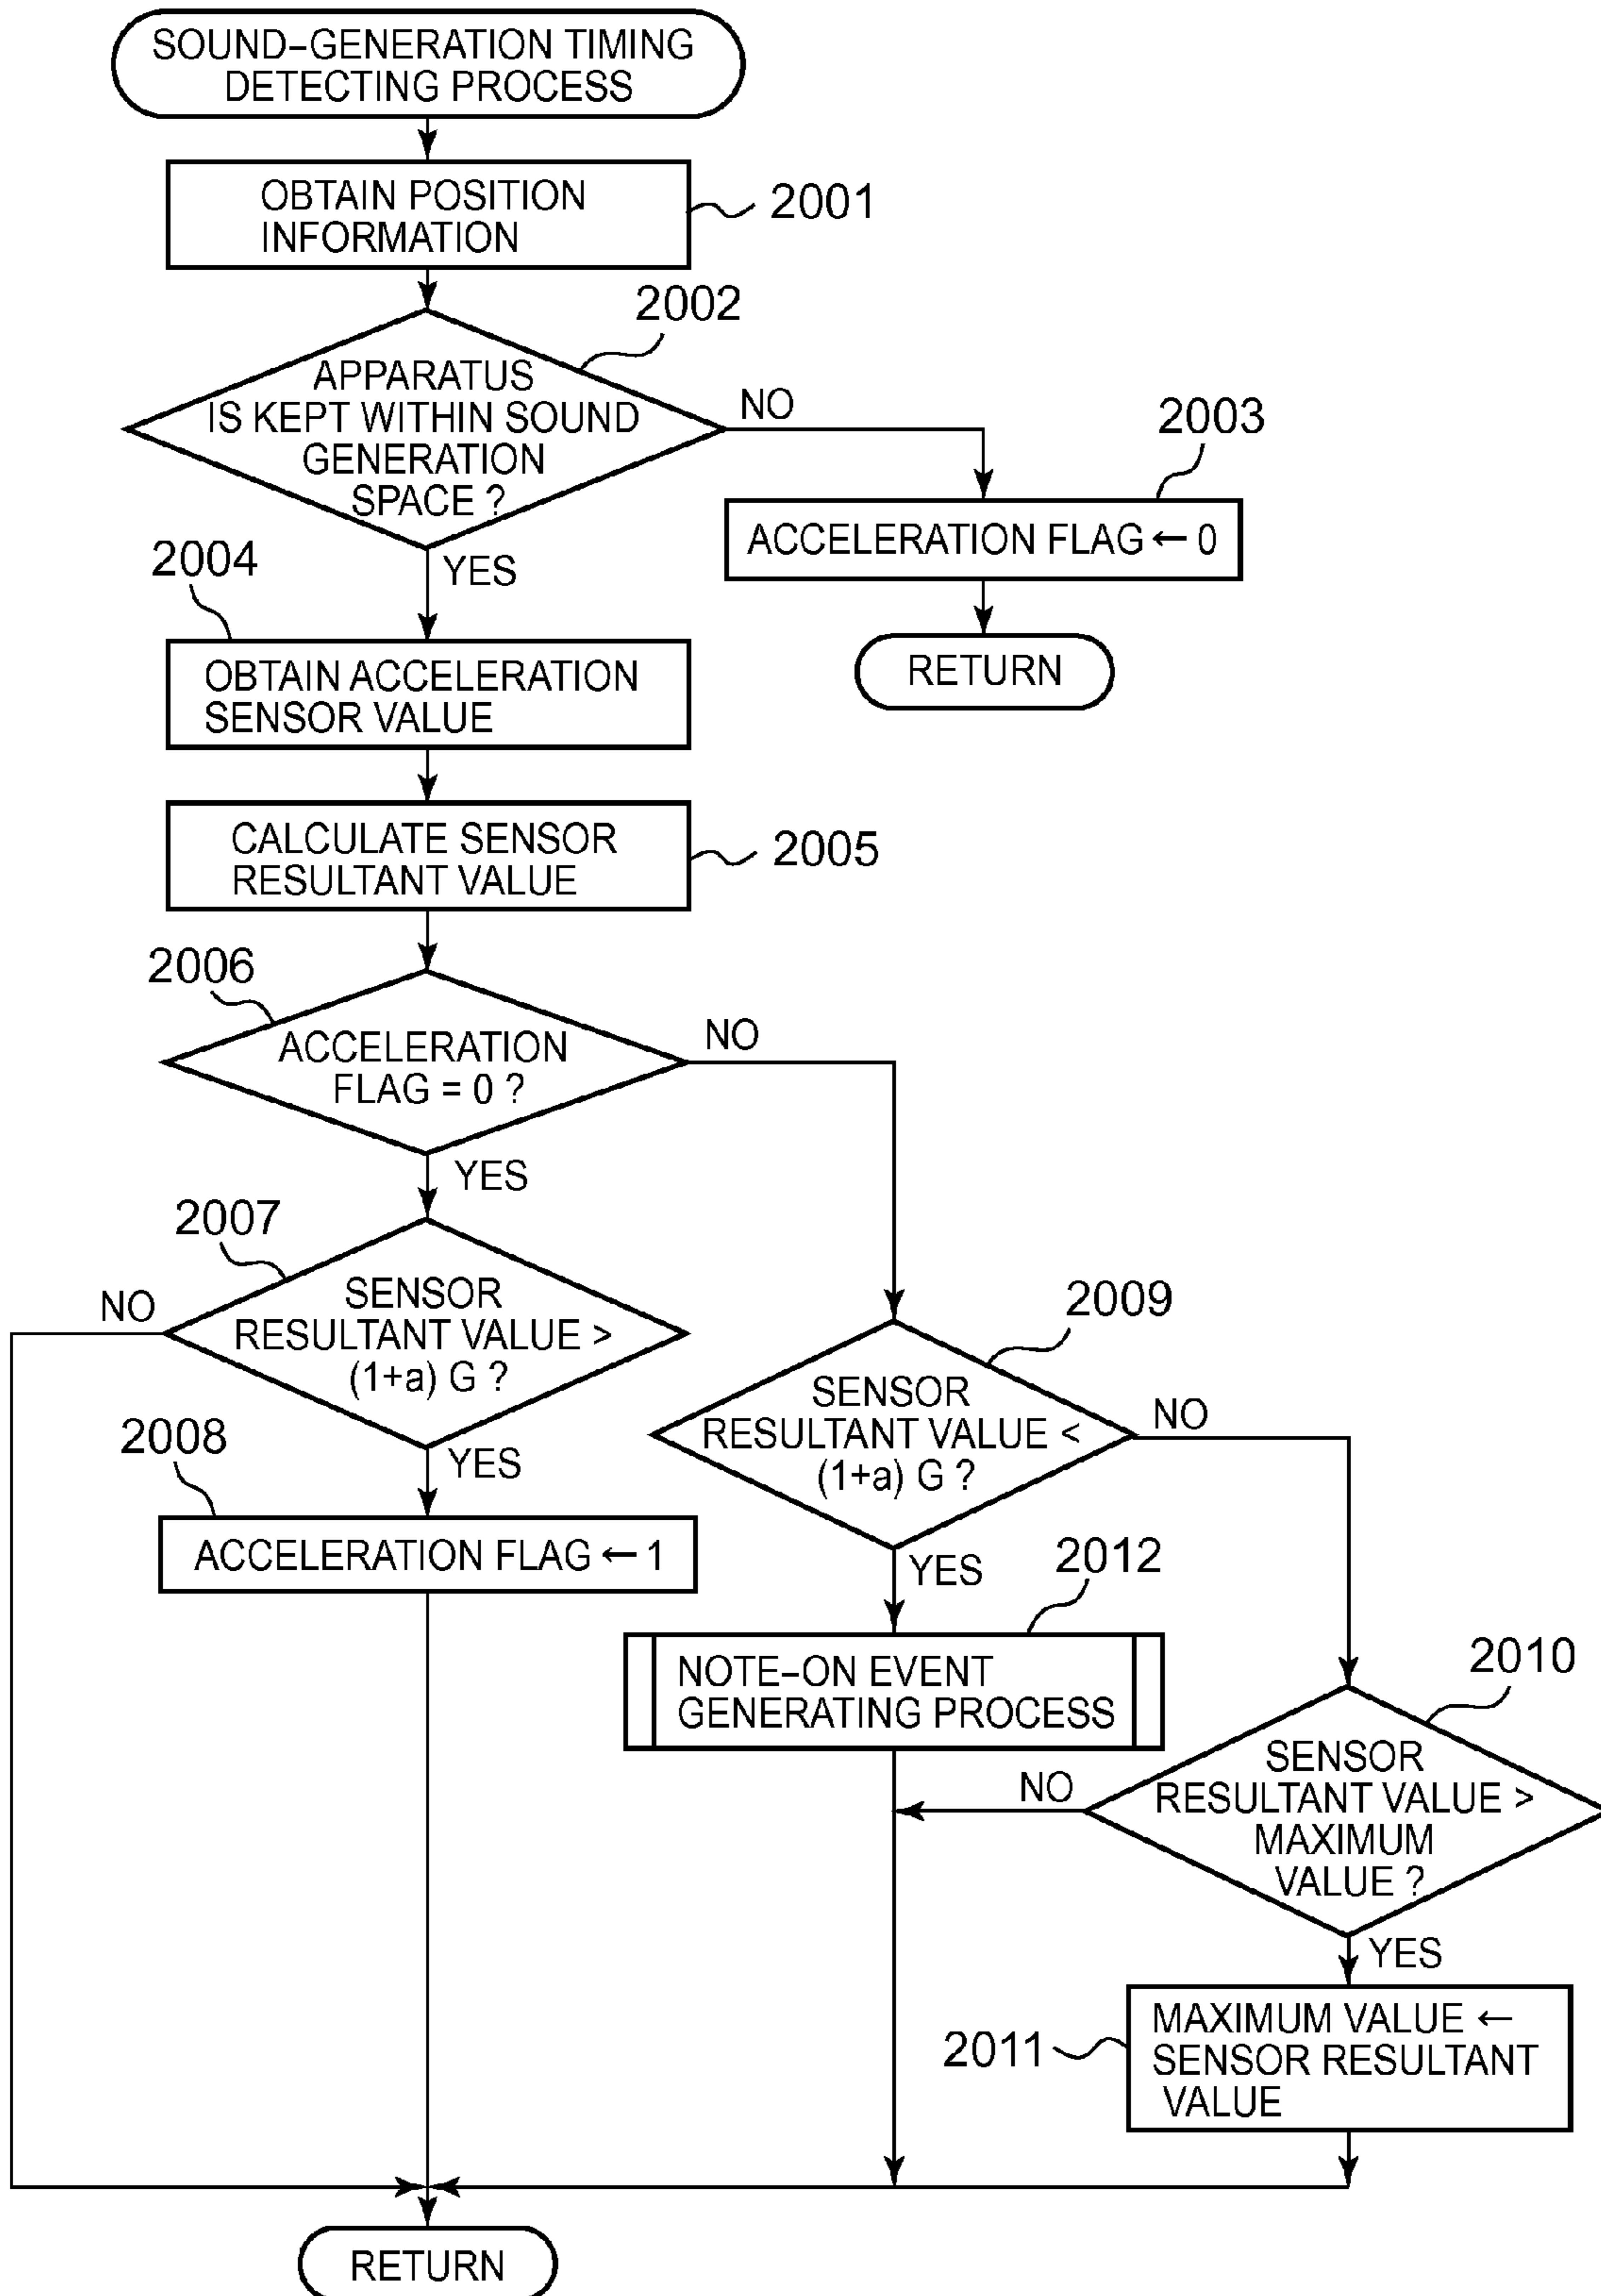 SOUND-GENERATION TIMING
DETECTING PROCESS
OBTAIN POSITION
INFORMATION
2001
2002
APPARATUS
IS KEPT WITHIN SOUND
GENERATION
SPACE ?
NO
2003
ACCELERATION FLAG ← 0
RETURN
YES
2004
OBTAIN ACCELERATION
SENSOR VALUE
CALCULATE SENSOR
RESULTANT VALUE
2005
2006
ACCELERATION
FLAG = 0 ?
NO
YES
2007
SENSOR
RESULTANT VALUE >
(1+a) G ?
NO
YES
2008
ACCELERATION FLAG ← 1
2009
SENSOR
RESULTANT VALUE <
(1+a) G ?
NO
YES
2012
NOTE-ON EVENT
GENERATING PROCESS
2010
SENSOR
RESULTANT VALUE >
MAXIMUM
VALUE ?
NO
YES
2011
MAXIMUM VALUE ←
SENSOR RESULTANT
VALUE
RETURN